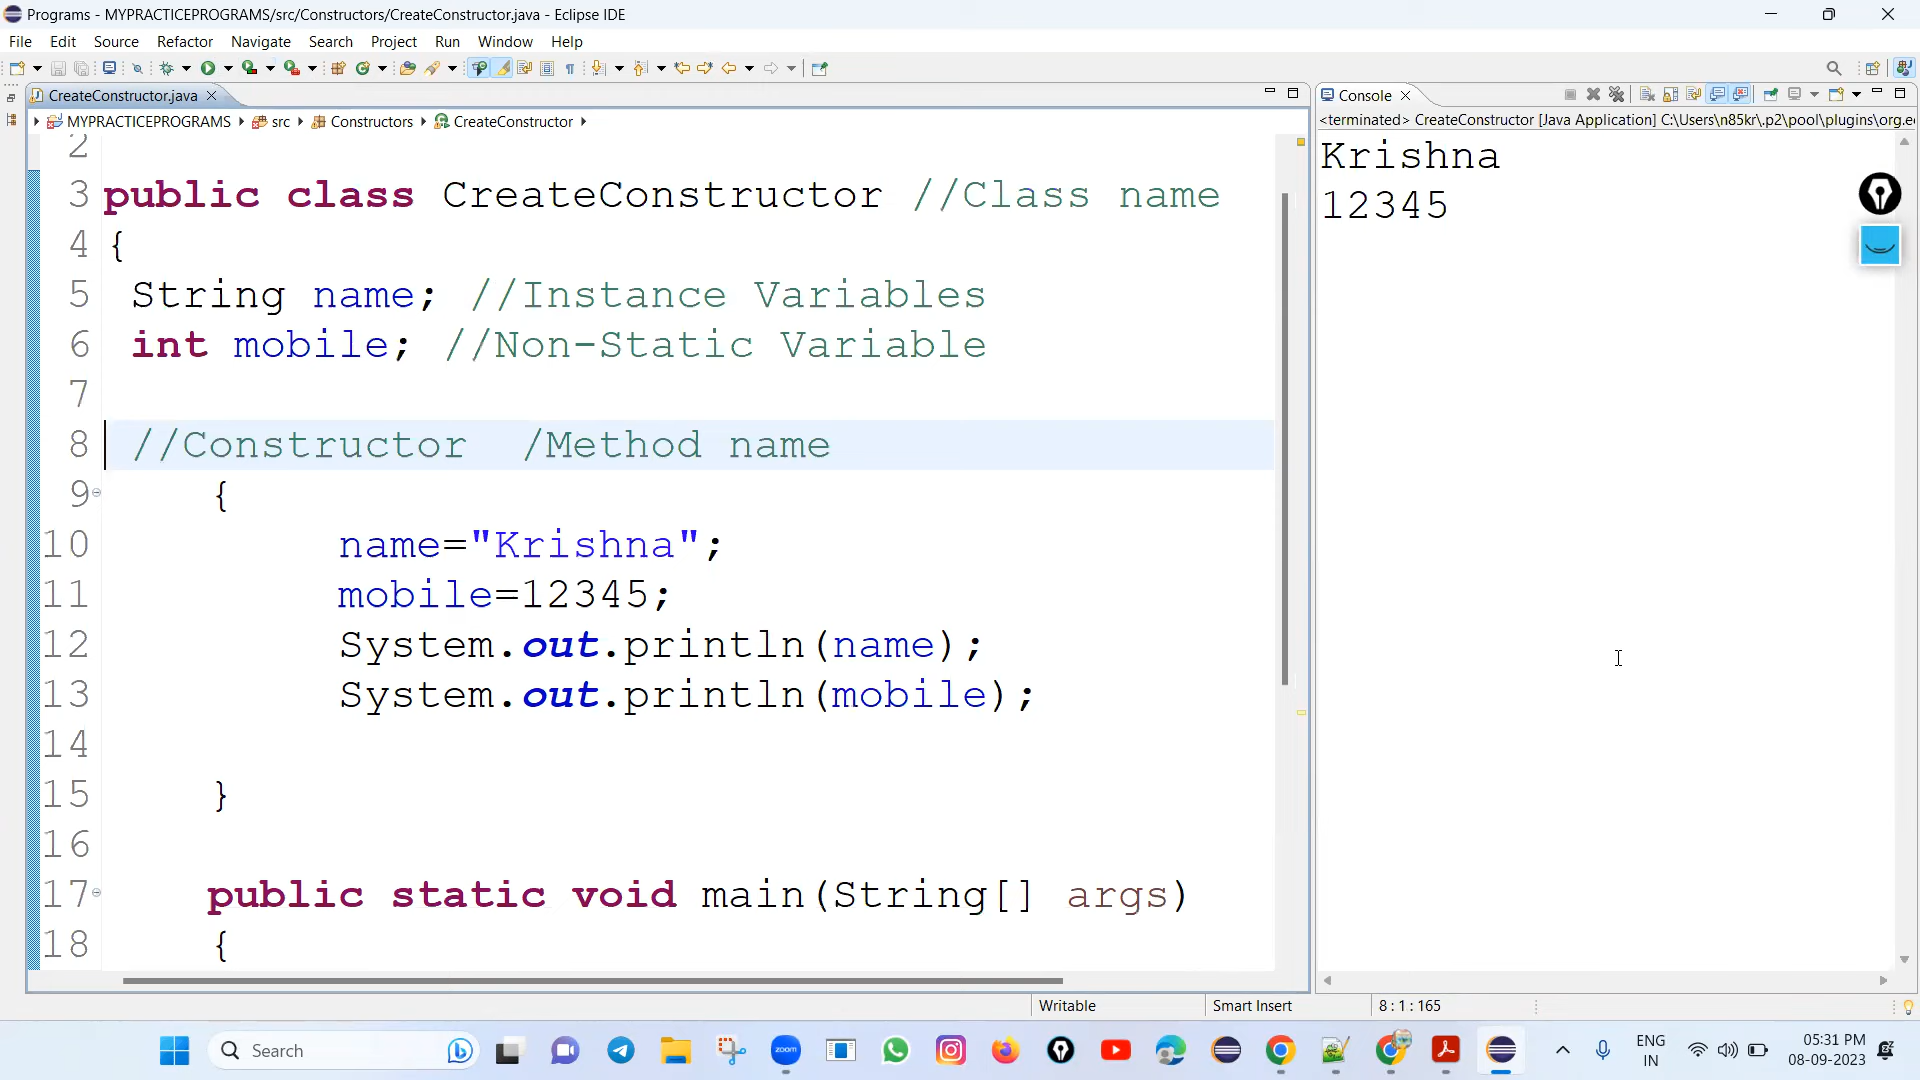 Programs - MYPRACTICEPROGRAMS/src/Constructors/CreateConstructor.java - Eclipse IDE
File Edit Source Refactor Navigate Search Project Run Window Help
CreateConstructor.java
MYPRACTICEPROGRAMS src Constructors CreateConstructor
2
3 public class CreateConstructor //Class name
4 {
5 String name; //Instance Variables
6 int mobile; //Non-Static Variable
7
8 //Constructor /Method name
9 {
10 name="Krishna";
11 mobile=12345;
12 System.out.println(name);
13 System.out.println(mobile);
14
15 }
16
17 public static void main(String[] args)
18 {
Console
<terminated> CreateConstructor [Java Application] C:\Users\n85kr\.p2\pool\plugins\org.e
Krishna
12345
Writable Smart Insert 8 : 1 : 165
Search
zoom
ENG
IN
05:31 PM
08-09-2023